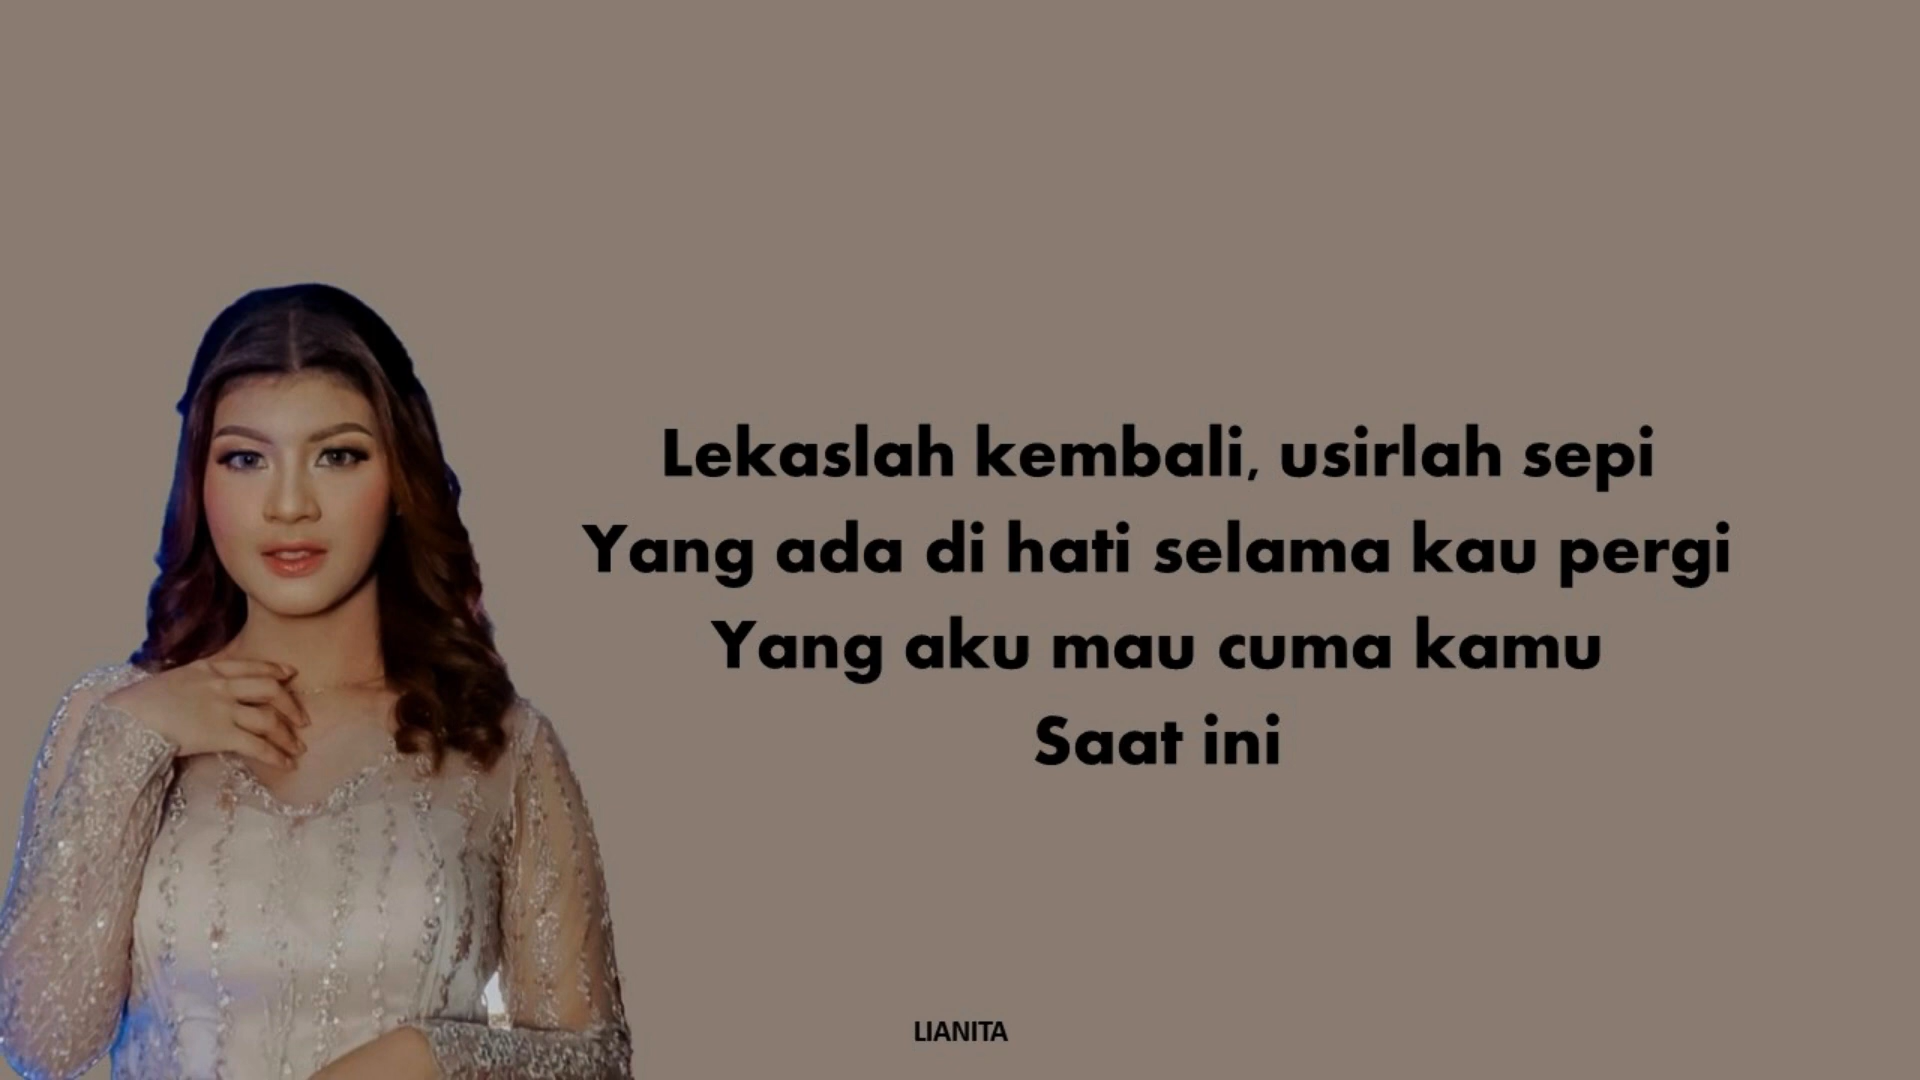 Lekaslah kembali, usirlah sepi
Yang ada di hati selama kau pergi
Yang aku mau cuma kamu
Saat ini
LIANITA